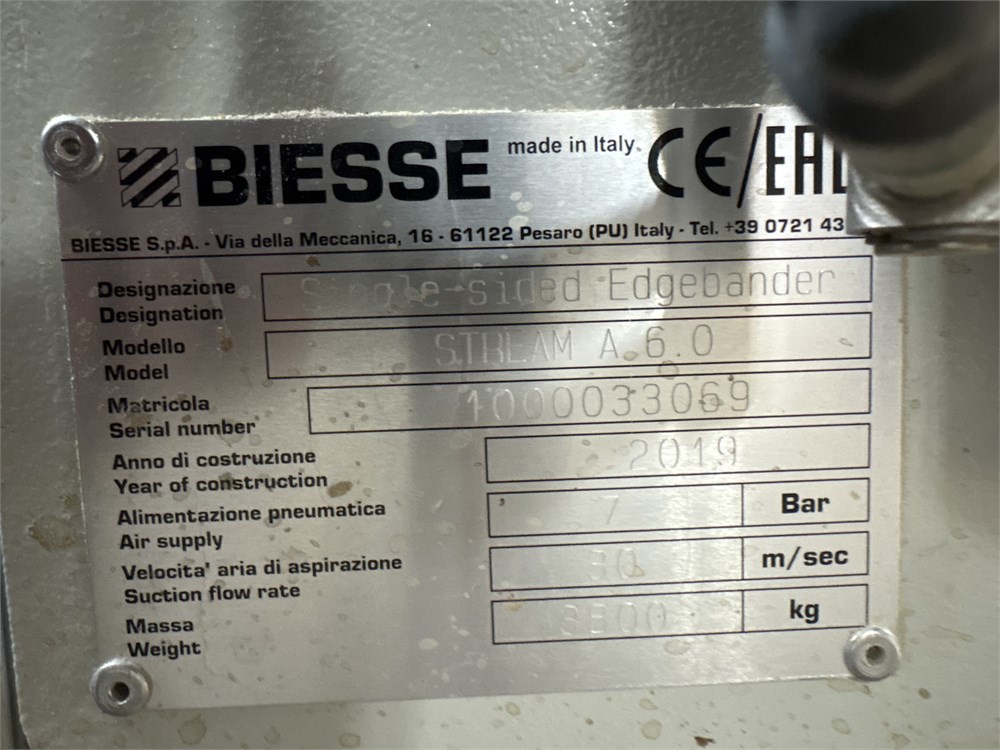 BIESSE made in Italy CE/EAC
BIESSE S.p.A. - Via della Meccanica, 16 - 61122 Pesaro (PU) Italy - Tel. +39 0721 43
Designazione
Designation
Single-sided Edgebander
Modello
Model
STREAM A 6.0
Matricola
Serial number
1000033069
Anno di costruzione
Year of construction
2019
Alimentazione pneumatica
Air supply
7 Bar
Velocita' aria di aspirazione
Suction flow rate
30 m/sec
Massa
Weight
kg